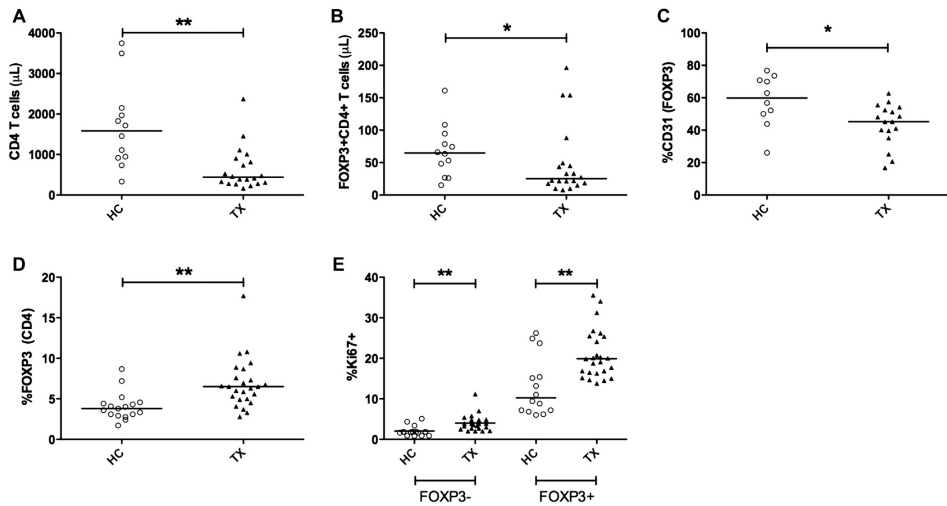 A
CD4 T cells (µL)
4000
3000
2000
1000
0
**
HC
TX
B
FOXP3+CD4+ T cells (µL)
250
200
150
100
50
0
*
HC
TX
C
%CD31 (FOXP3)
100
80
60
40
20
0
*
HC
TX
D
%FOXP3 (CD4)
20
15
10
5
0
**
HC
TX
E
%Ki67+
40
30
20
10
0
**
**
HC
TX
HC
TX
FOXP3-
FOXP3+